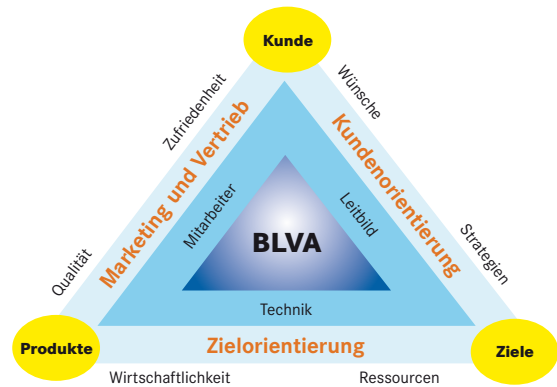 Kunde
Zufriedenheit
Wünsche
Marketing und Vertrieb
Kundenorientierung
Mitarbeiter
Leitbild
BLVA
Qualität
Strategien
Technik
Produkte
Zielorientierung
Ziele
Wirtschaftlichkeit
Ressourcen